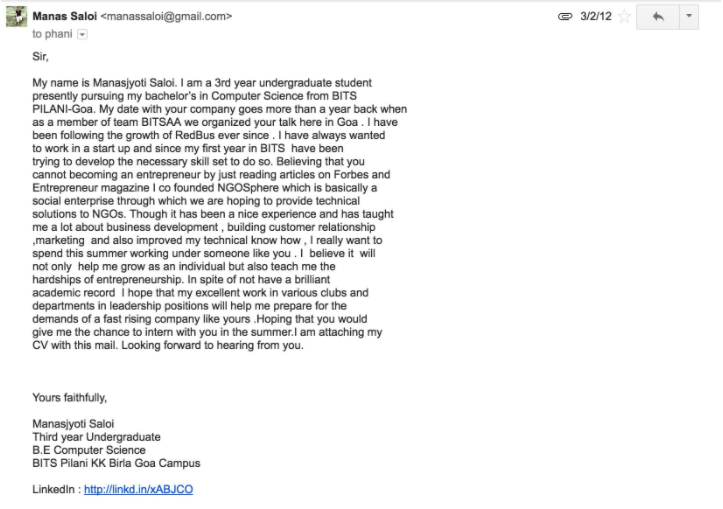 Manas Saloi <manassaloi@gmail.com>
3/2/12
to phani
Sir,
My name is Manasjyoti Saloi. I am a 3rd year undergraduate student
presently pursuing my bachelor's in Computer Science from BITS
PILANI-Goa. My date with your company goes more than a year back when
as a member of team BITSAA we organized your talk here in Goa . I have
been following the growth of RedBus ever since . I have always wanted
to work in a start up and since my first year in BITS  have been
trying to develop the necessary skill set to do so. Believing that you
cannot becoming an entrepreneur by just reading articles on Forbes and
Entrepreneur magazine I co founded NGOSphere which is basically a
social enterprise through which we are hoping to provide technical
solutions to NGOs. Though it has been a nice experience and has taught
me a lot about business development , building customer relationship
,marketing  and also improved my technical know how , I really want to
spend this summer working under someone like you . I  believe it  will
not only  help me grow as an individual but also teach me the
hardships of entrepreneurship. In spite of not have a brilliant
academic record  I hope that my excellent work in various clubs and
departments in leadership positions will help me prepare for the
demands of a fast rising company like yours .Hoping that you would
give me the chance to intern with you in the summer.I am attaching my
CV with this mail. Looking forward to hearing from you.
Yours faithfully,
Manasjyoti Saloi
Third year Undergraduate
B.E Computer Science
BITS Pilani KK Birla Goa Campus
LinkedIn : http://linkd.in/xABJCO